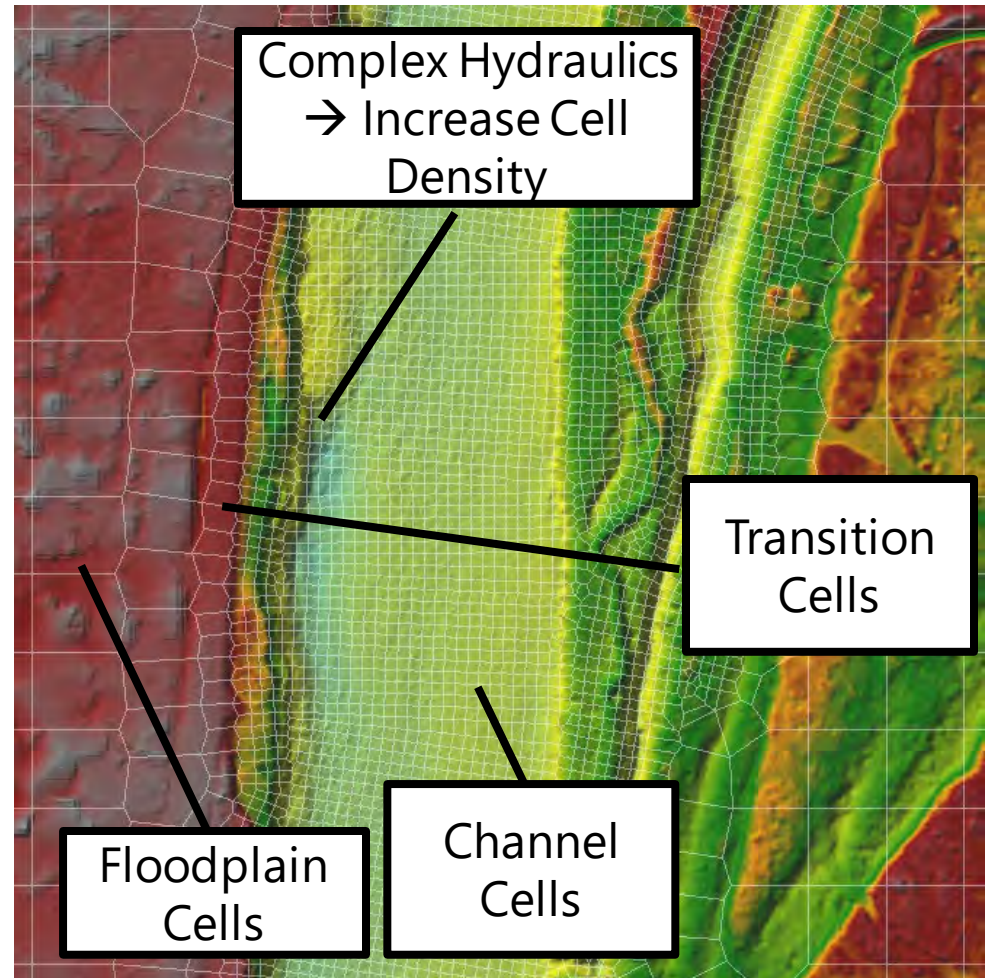 Complex Hydraulics
→ Increase Cell
Density
Transition
Cells
Channel
Cells
Floodplain
Cells